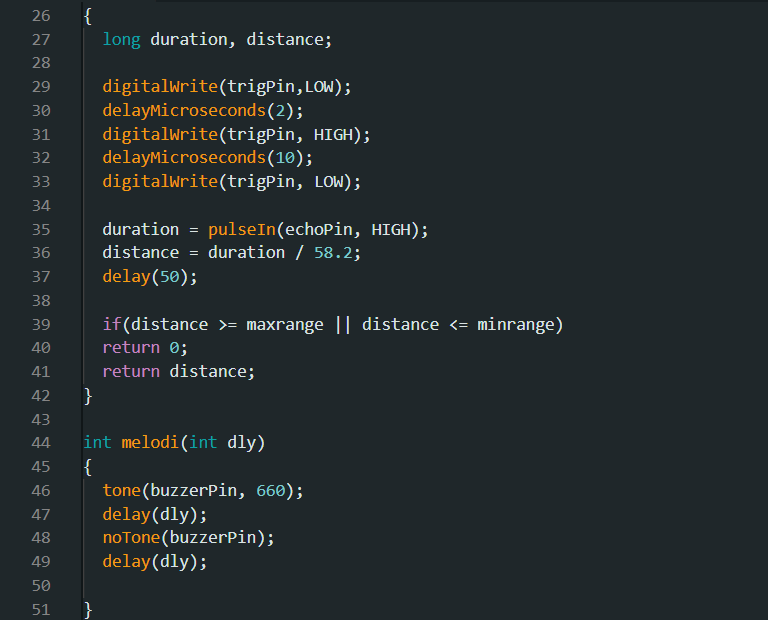 26 {
27 long duration, distance;
28
29 digitalWrite(trigPin,LOW);
30 delayMicroseconds(2);
31 digitalWrite(trigPin, HIGH);
32 delayMicroseconds(10);
33 digitalWrite(trigPin, LOW);
34
35 duration = pulseIn(echoPin, HIGH);
36 distance = duration / 58.2;
37 delay(50);
38
39 if(distance >= maxrange || distance <= minrange)
40 return 0;
41 return distance;
42 }
43
44 int melodi(int dly)
45 {
46 tone(buzzerPin, 660);
47 delay(dly);
48 noTone(buzzerPin);
49 delay(dly);
50
51 }